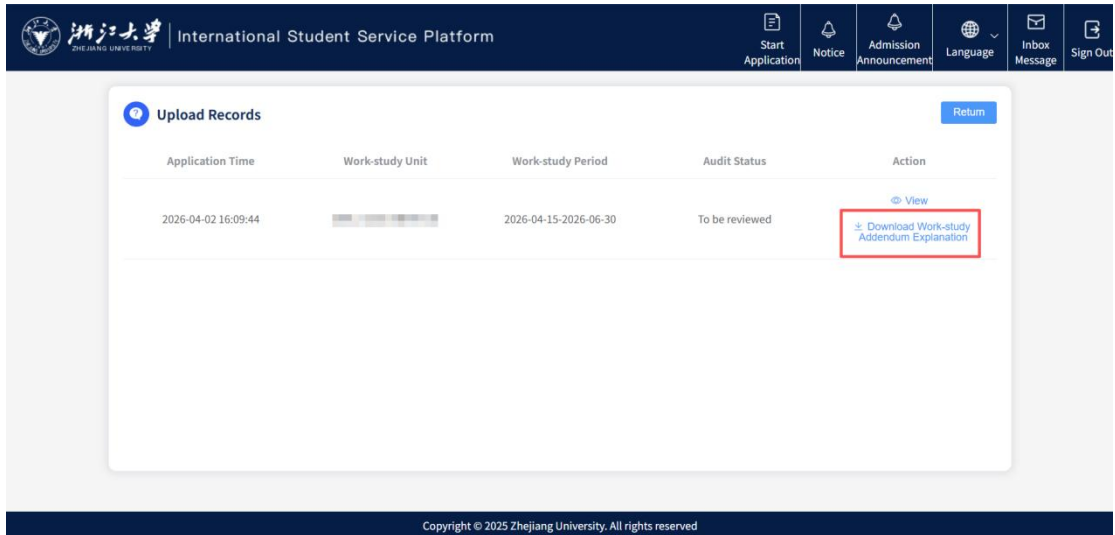 浙江大学
ZHEJIANG UNIVERSITY
International Student Service Platform
Start
Application
Notice
Admission
Announcement
Language
Inbox
Message
Sign Out
Upload Records
Return
Application Time Work-study Unit Work-study Period Audit Status Action
View
2026-04-02 16:09:44 2026-04-15-2026-06-30 To be reviewed
Download Work-study
Addendum Explanation
Copyright © 2025 Zhejiang University. All rights reserved